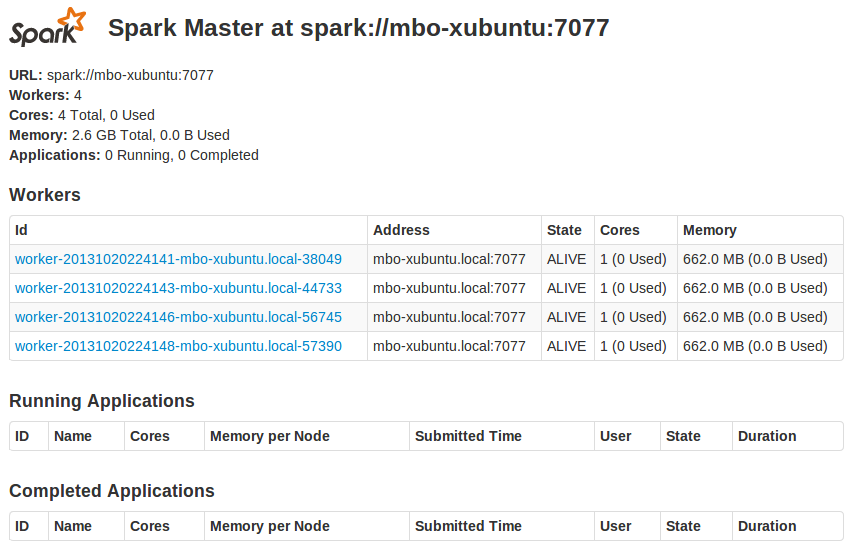 Spark Spark Master at spark://mbo-xubuntu:7077
URL: spark://mbo-xubuntu:7077
Workers: 4
Cores: 4 Total, 0 Used
Memory: 2.6 GB Total, 0.0 B Used
Applications: 0 Running, 0 Completed
Workers
Id Address State Cores Memory
worker-20131020224141-mbo-xubuntu.local-38049 mbo-xubuntu.local:7077 ALIVE 1 (0 Used) 662.0 MB (0.0 B Used)
worker-20131020224143-mbo-xubuntu.local-44733 mbo-xubuntu.local:7077 ALIVE 1 (0 Used) 662.0 MB (0.0 B Used)
worker-20131020224146-mbo-xubuntu.local-56745 mbo-xubuntu.local:7077 ALIVE 1 (0 Used) 662.0 MB (0.0 B Used)
worker-20131020224148-mbo-xubuntu.local-57390 mbo-xubuntu.local:7077 ALIVE 1 (0 Used) 662.0 MB (0.0 B Used)
Running Applications
ID Name Cores Memory per Node Submitted Time User State Duration
Completed Applications
ID Name Cores Memory per Node Submitted Time User State Duration